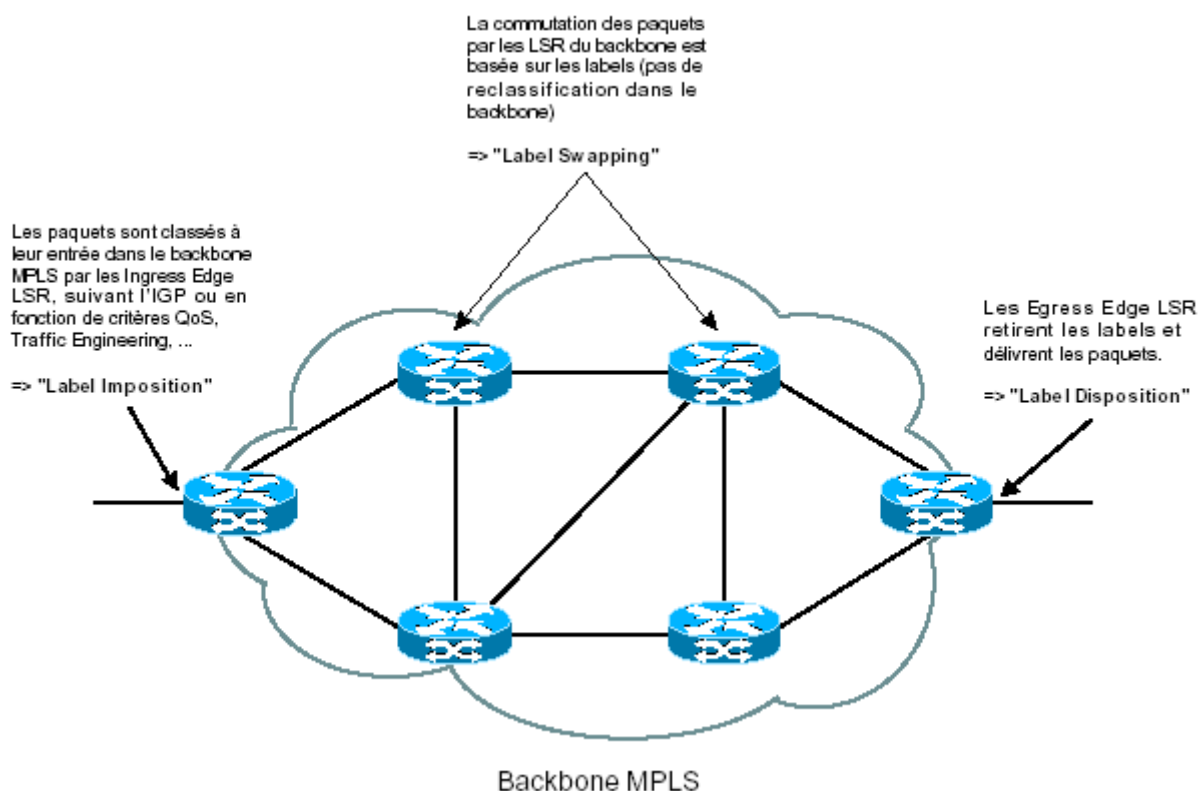 La commutation des paquets
par les LSR du backbone est
basée sur les labels (pas de
reclassification dans le
backbone)
=> "Label Swapping"
Les paquets sont classés à
leur entrée dans le backbone
MPLS par les Ingress Edge
LSR, suivant l'IGP ou en
fonction de critères QoS,
Traffic Engineering, ...
=> "Label Imposition"
Les Egress Edge LSR
retirent les labels et
délivrent les paquets.
=> "Label Disposition"
Backbone MPLS